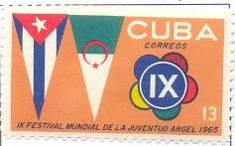 CUBA
CORREOS
IX
13
IX FESTIVAL MUNDIAL DE LA JUVENTUD ARGEL 1965